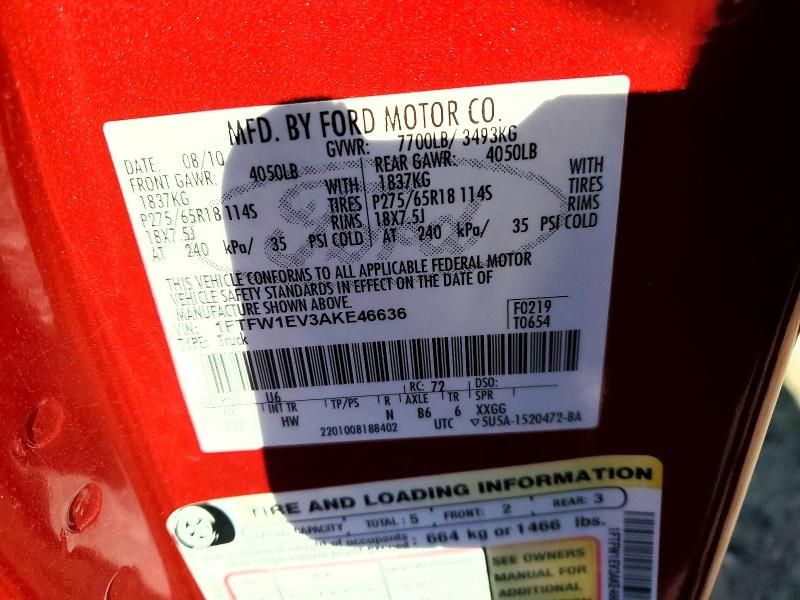 MFD. BY FORD MOTOR CO.
DATE 08/10 GVWR: 7700LB/ 3493KG
FRONT GAWR: 4050LB REAR GAWR: 4050LB
1837KG WITH 1837KG WITH
P275/65R18 114S TIRES P275/65R18 114S TIRES
18X7.5J RIMS 18X7.5J RIMS
AT 240 kPa/ 35 PSI COLD AT 240 kPa/ 35 PSI COLD
Ford
THIS VEHICLE CONFORMS TO ALL APPLICABLE FEDERAL MOTOR
VEHICLE SAFETY STANDARDS IN EFFECT ON THE DATE OF
MANUFACTURE SHOWN ABOVE.
VIN: 1FTFW1EV3AKE46636 F0219
TYPE: Truck T0654
U6 RC: 72 DSO:
INT TR TP/PS R AXLE TR SPR
HW N B6 6 XXGG
2201008188402 UTC ▽5U5A-1520472-BA
TIRE AND LOADING INFORMATION
CAPACITY TOTAL : 5 FRONT: 2 REAR: 3
of occupants 664 kg or 1466 lbs.
SEE OWNERS
MANUAL FOR
ADDITIONAL